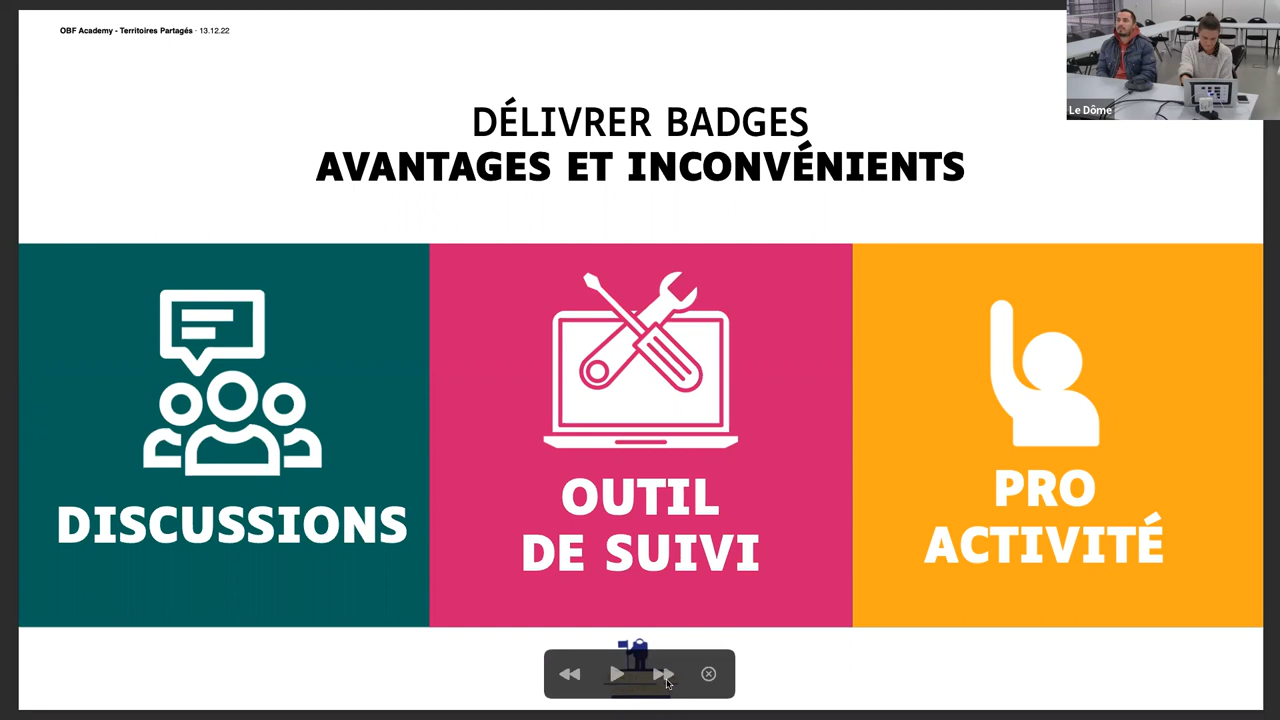 OBF Academy - Territoires Partagés · 13.12.22
Le Dôme
DÉLIVRER BADGES
AVANTAGES ET INCONVÉNIENTS
DISCUSSIONS
OUTIL
DE SUIVI
PRO
ACTIVITÉ